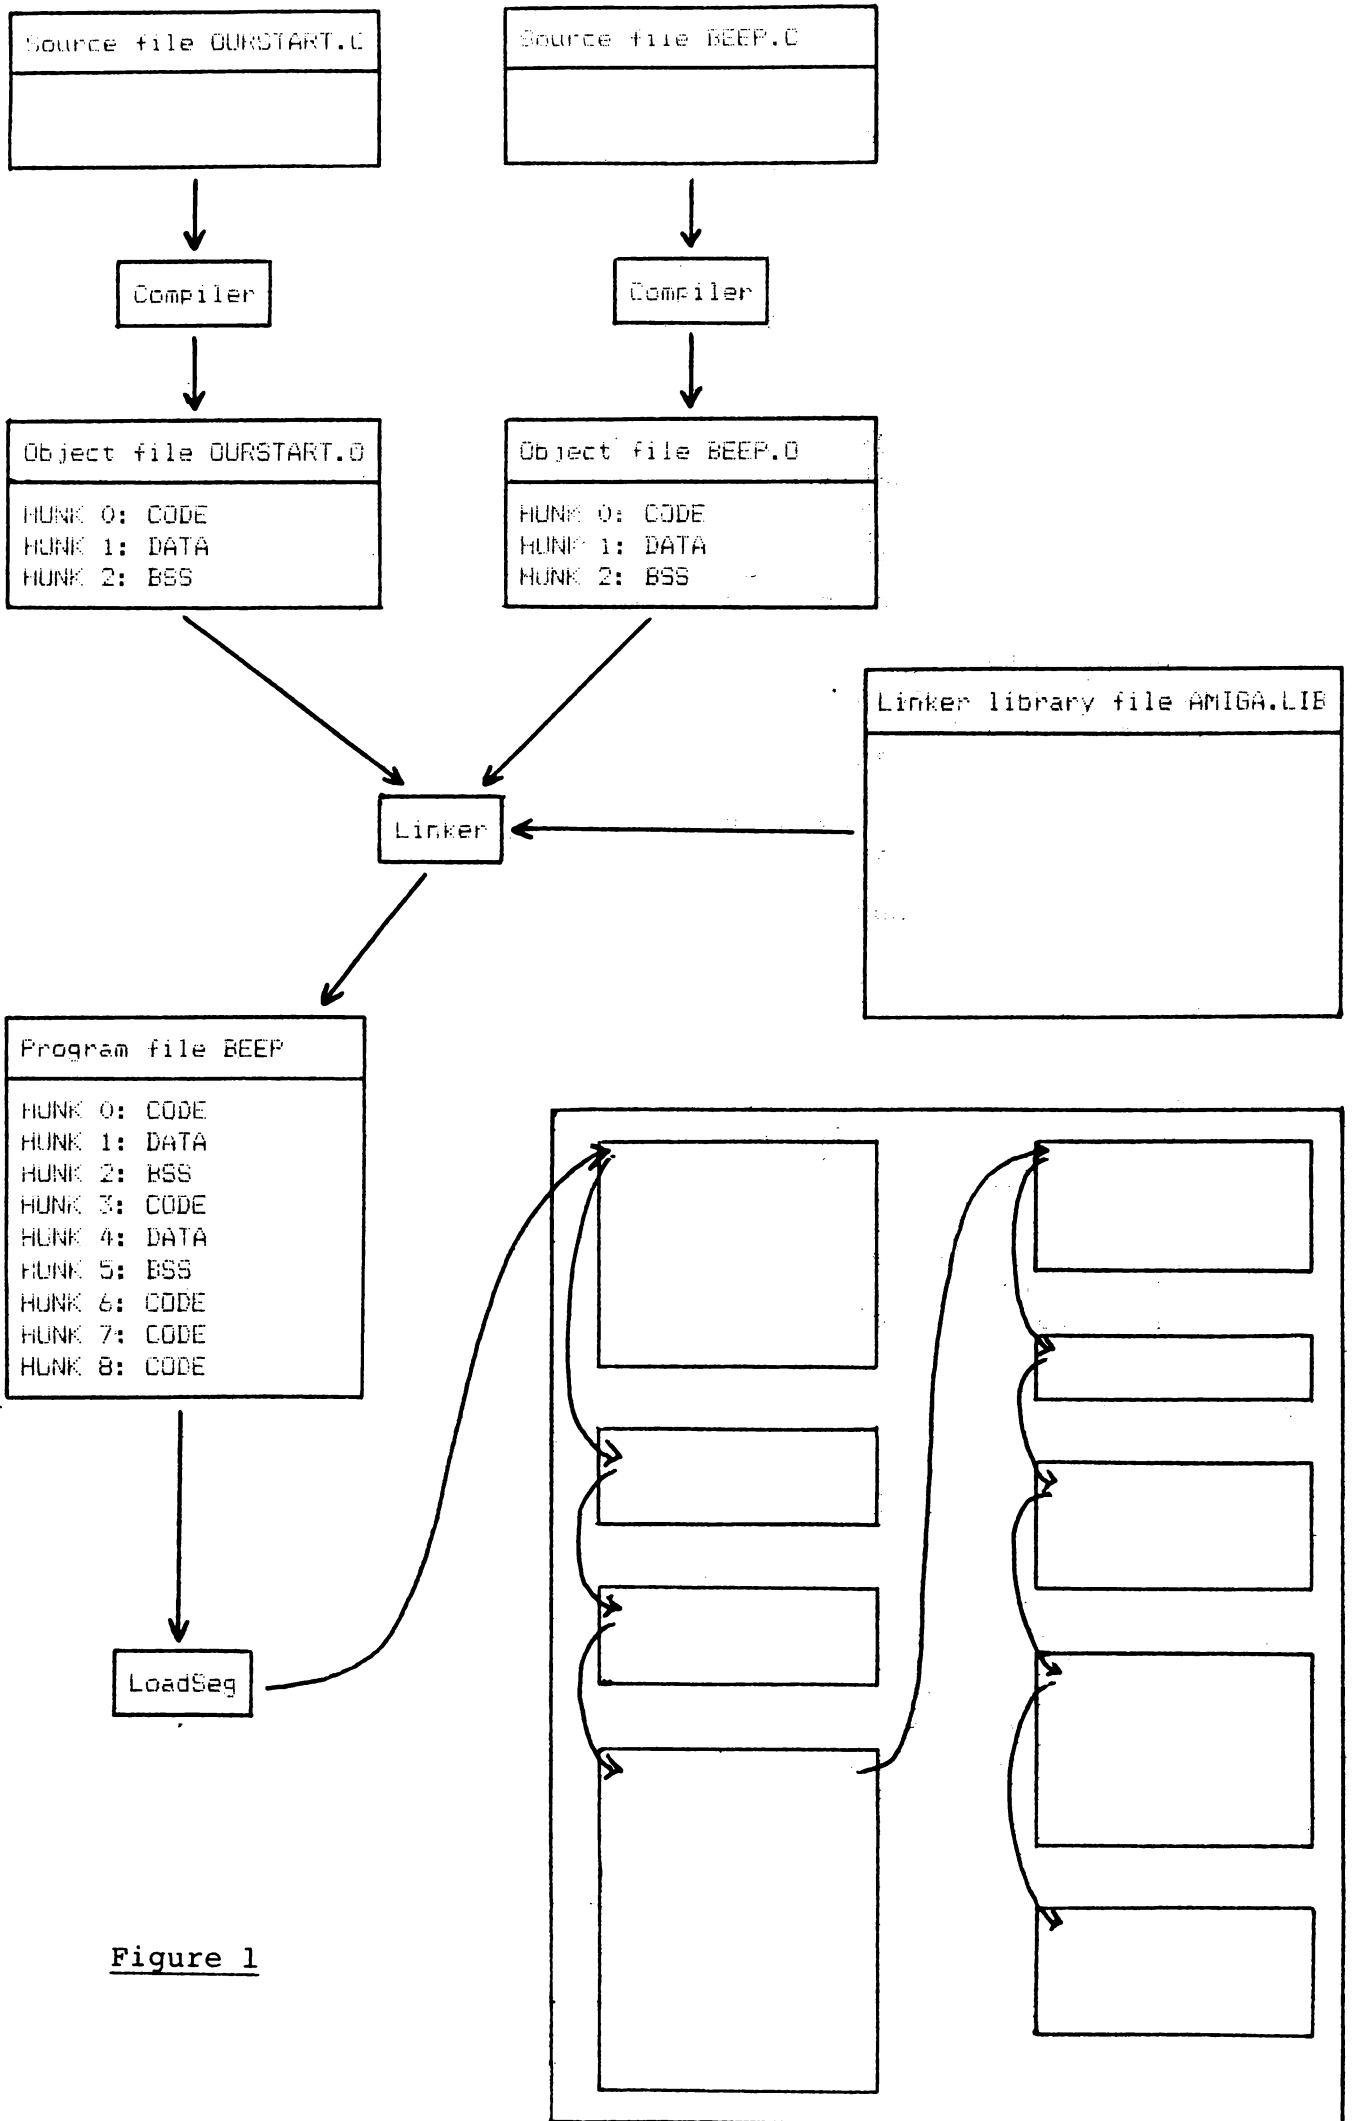 Source file OURSTART.C
Source file BEEP.C
Compiler
Compiler
Object file OURSTART.O
HUNK 0: CODE
HUNK 1: DATA
HUNK 2: BSS
Object file BEEP.O
HUNK 0: CODE
HUNK 1: DATA
HUNK 2: BSS
Linker library file AMIGA.LIB
Linker
Program file BEEP
HUNK 0: CODE
HUNK 1: DATA
HUNK 2: BSS
HUNK 3: CODE
HUNK 4: DATA
HUNK 5: BSS
HUNK 6: CODE
HUNK 7: CODE
HUNK 8: CODE
LoadSeg
Figure 1